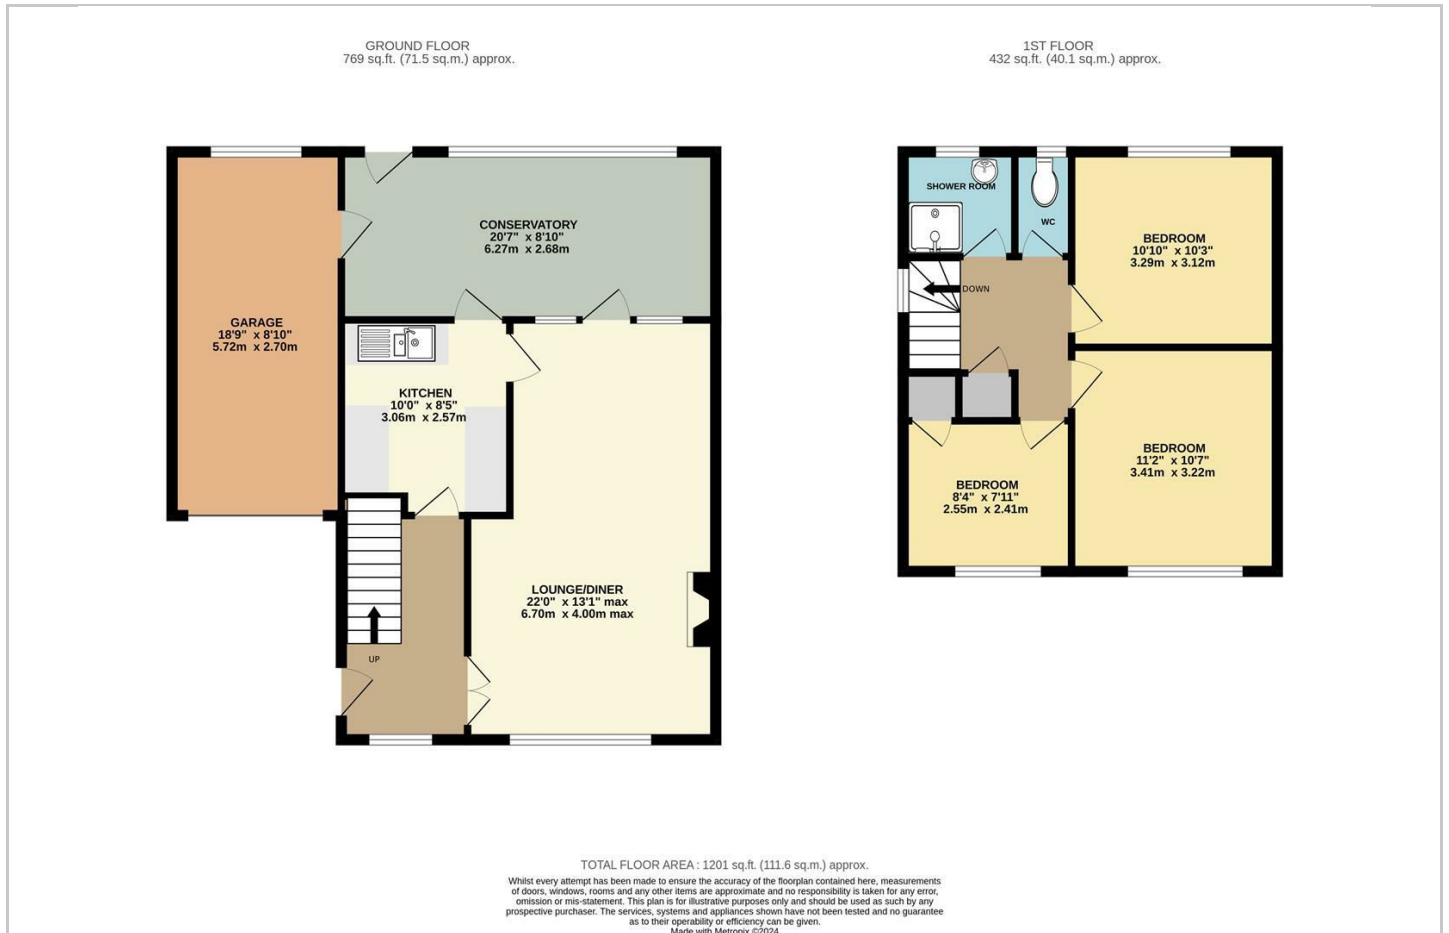 GROUND FLOOR
769 sq.ft. (71.5 sq.m.) approx.
1ST FLOOR
432 sq.ft. (40.1 sq.m.) approx.
CONSERVATORY
20'7" x 8'10"
6.27m x 2.68m
GARAGE
18'9" x 8'10"
5.72m x 2.70m
KITCHEN
10'0" x 8'5"
3.06m x 2.57m
LOUNGE/DINER
22'0" x 13'1" max
6.70m x 4.00m max
UP
SHOWER ROOM
WC
BEDROOM
10'10" x 10'3"
3.29m x 3.12m
DOWN
BEDROOM
11'2" x 10'7"
3.41m x 3.22m
BEDROOM
8'4" x 7'11"
2.55m x 2.41m
TOTAL FLOOR AREA : 1201 sq.ft. (111.6 sq.m.) approx.
Whilst every attempt has been made to ensure the accuracy of the floorplan contained here, measurements
of doors, windows, rooms and any other items are approximate and no responsibility is taken for any error,
omission or mis-statement. This plan is for illustrative purposes only and should be used as such by any
prospective purchaser. The services, systems and appliances shown have not been tested and no guarantee
as to their operability or efficiency can be given.
Made with Metropix ©2024